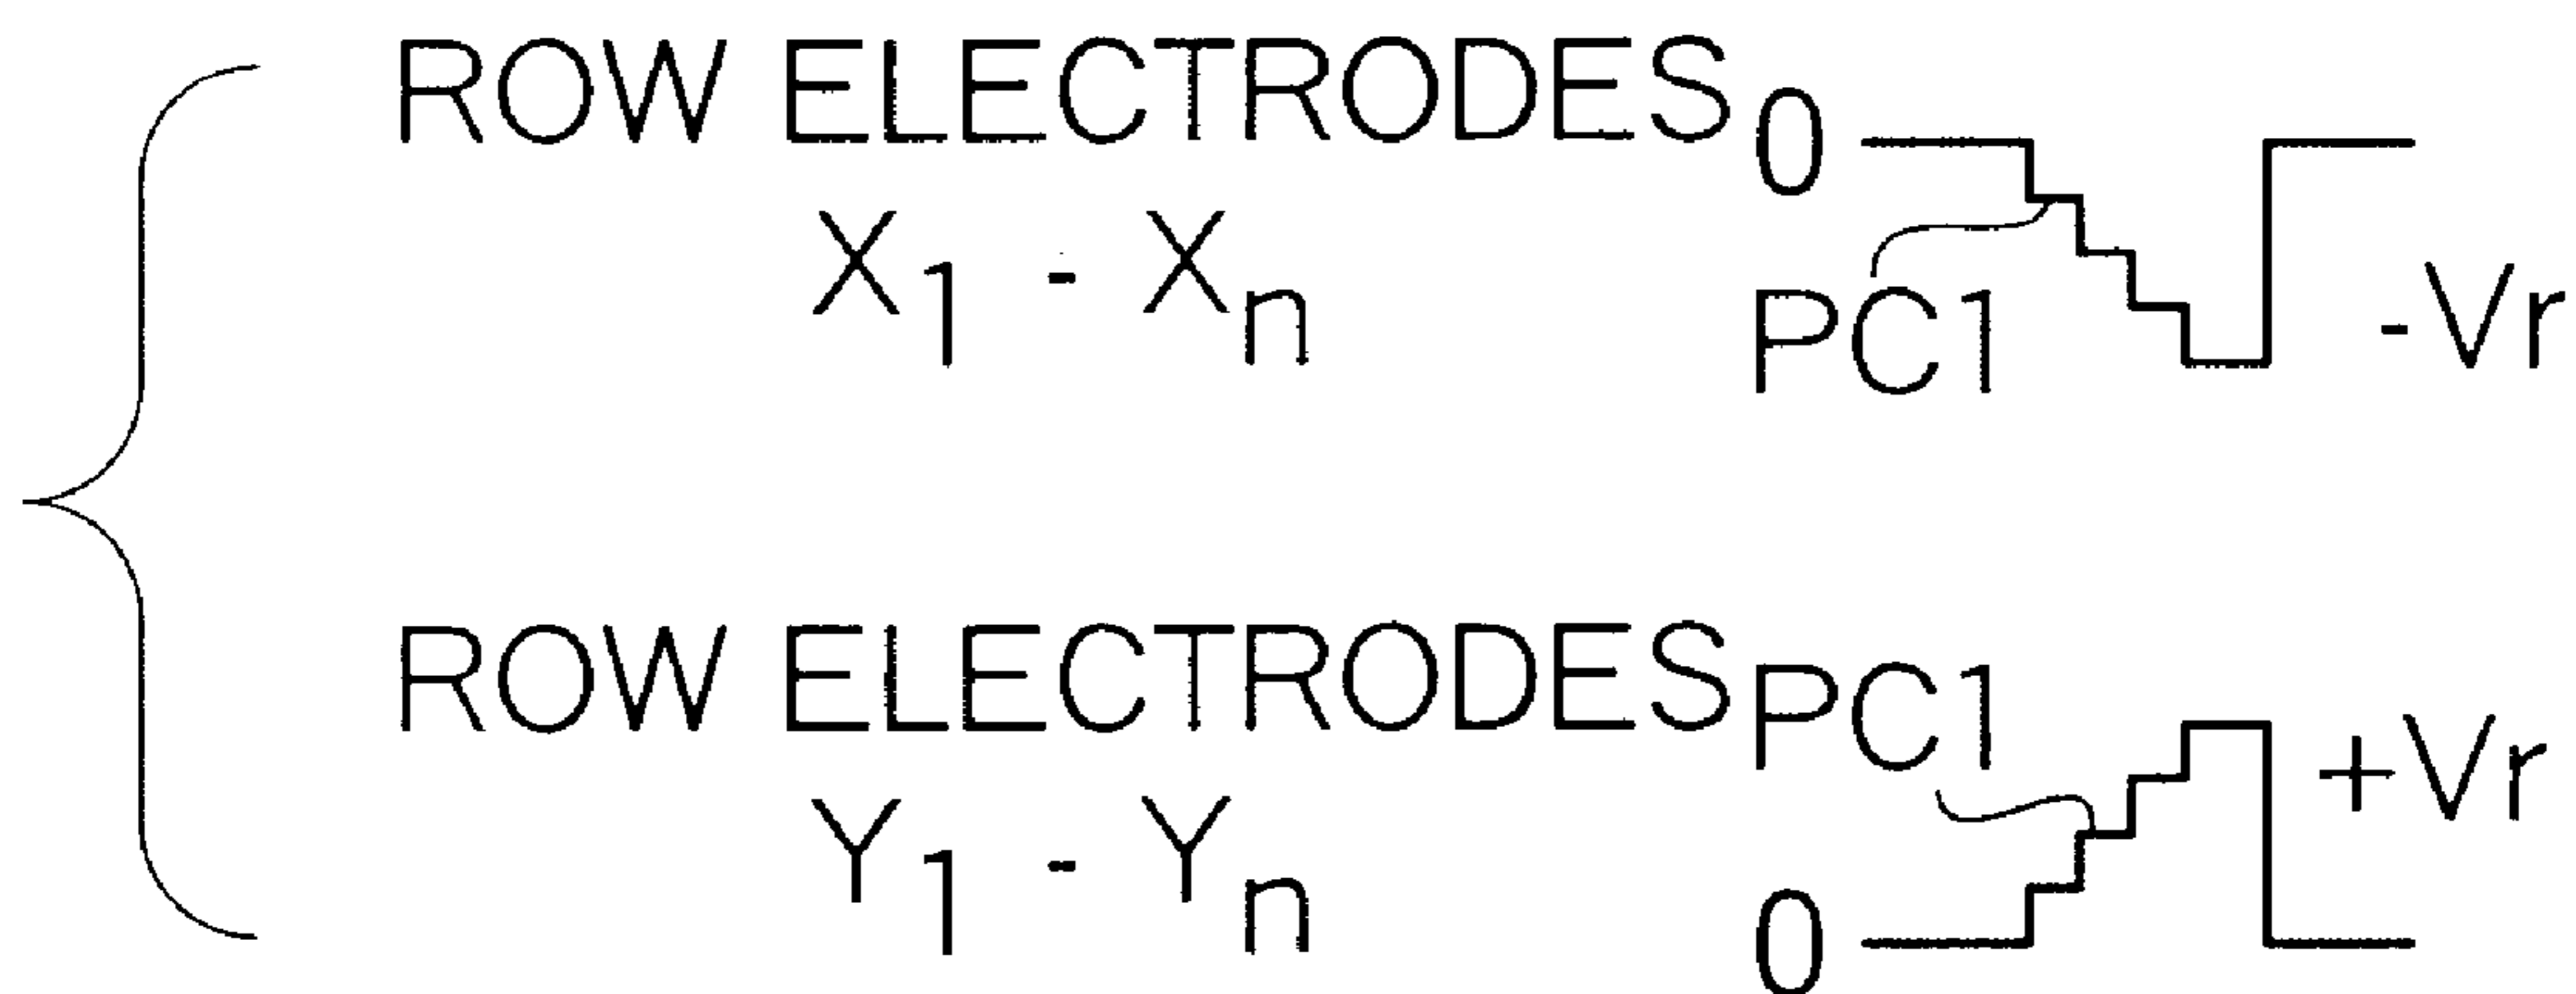 ROW ELECTRODES
0
X1 - Xn
PC1
-Vr
ROW ELECTRODES
PC1
+Vr
Y1 - Yn
0